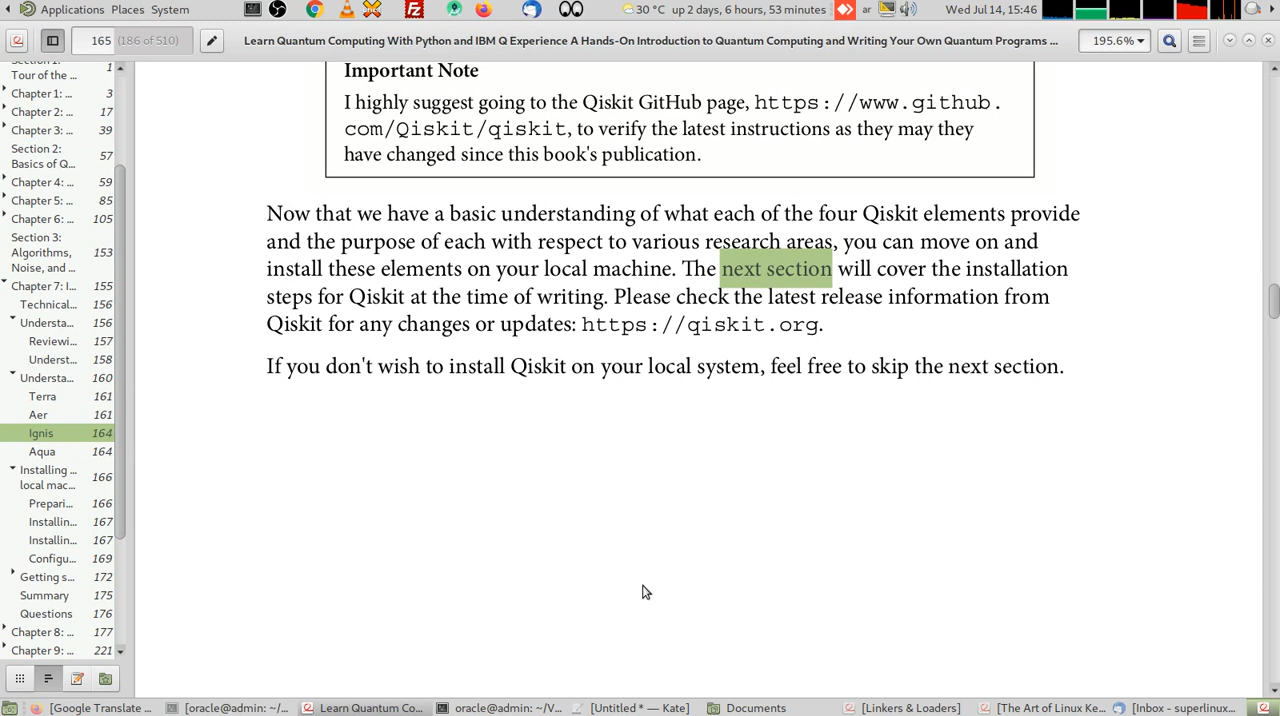 Applications Places System
30 °C up 2 days, 6 hours, 53 minutes
ar
Wed Jul 14, 15:46
165 (186 of 510)
Learn Quantum Computing With Python and IBM Q Experience A Hands-On Introduction to Quantum Computing and Writing Your Own Quantum Programs ...
195.6%
Tour of the ... 1
Chapter 1: ... 3
Chapter 2: ... 17
Chapter 3: ... 39
Section 2:
Basics of Q... 57
Chapter 4: ... 59
Chapter 5: ... 85
Chapter 6: ... 105
Section 3:
Algorithms,
Noise, and ... 153
Chapter 7: I... 155
Technical... 156
Understa... 156
Reviewi... 157
Underst... 158
Understa... 160
Terra 161
Aer 161
Ignis 164
Aqua 164
Installing ...
local mac... 166
Prepari... 166
Installin... 167
Installin... 167
Configu... 169
Getting s... 172
Summary 175
Questions 176
Chapter 8: ... 177
Chapter 9: ... 221
Important Note
I highly suggest going to the Qiskit GitHub page, https://www.github.
com/Qiskit/qiskit, to verify the latest instructions as they may they
have changed since this book's publication.
Now that we have a basic understanding of what each of the four Qiskit elements provide
and the purpose of each with respect to various research areas, you can move on and
install these elements on your local machine. The next section will cover the installation
steps for Qiskit at the time of writing. Please check the latest release information from
Qiskit for any changes or updates: https://qiskit.org.
If you don't wish to install Qiskit on your local system, feel free to skip the next section.
[Google Translate ...
[oracle@admin: ~/...
Learn Quantum Co...
oracle@admin: ~/V...
[Untitled * — Kate]
Documents
[Linkers & Loaders]
[The Art of Linux Ke...
[Inbox - superlinux...